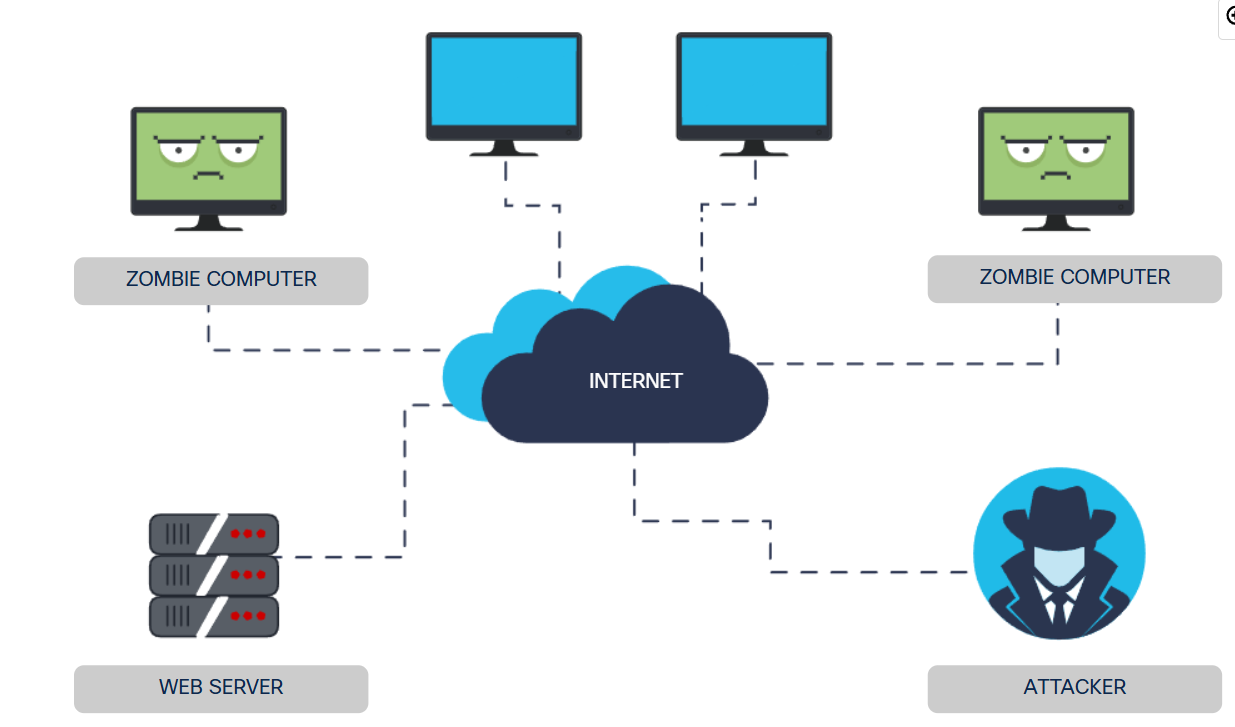 ZOMBIE COMPUTER
ZOMBIE COMPUTER
INTERNET
WEB SERVER
ATTACKER